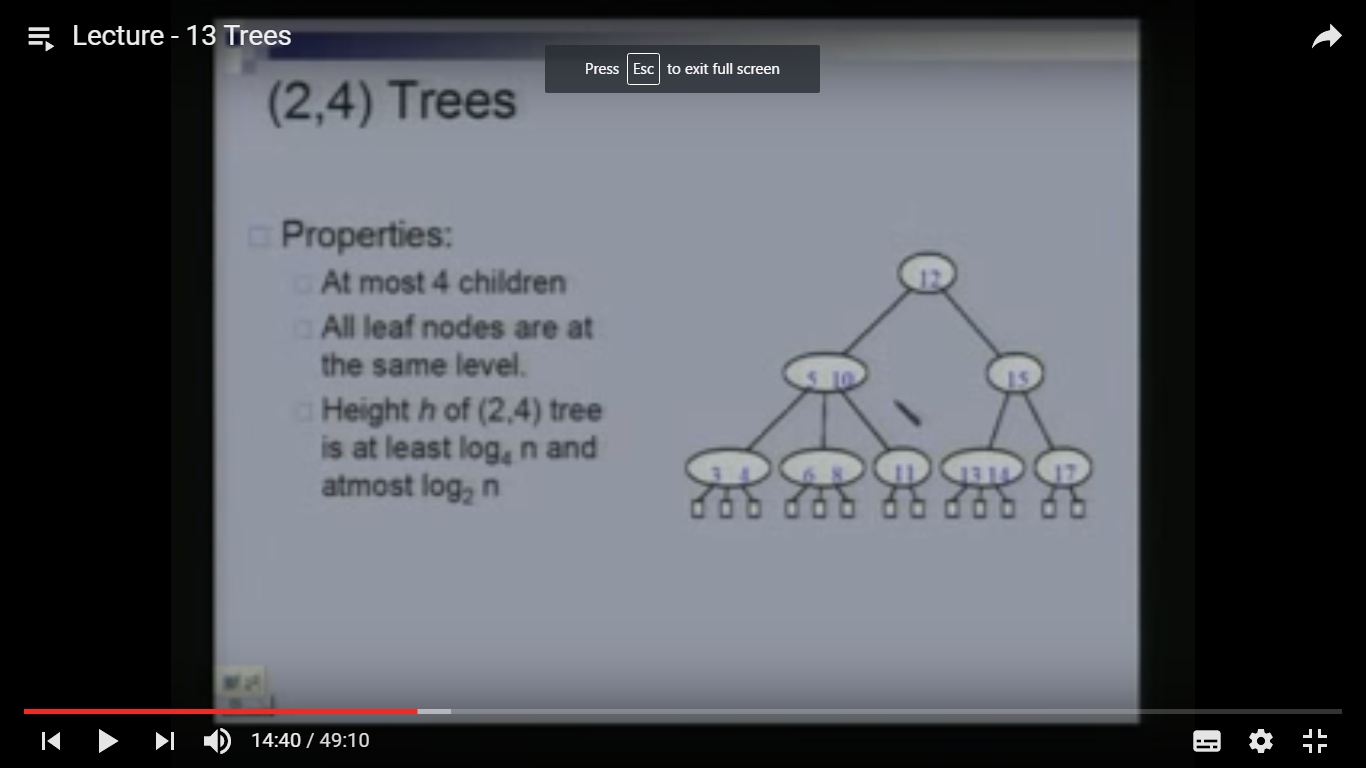 Lecture - 13 Trees
Press Esc to exit full screen
(2,4) Trees
Properties:
At most 4 children
All leaf nodes are at
the same level.
Height h of (2,4) tree
is at least log₄ n and
atmost log₂ n
12
5 10
15
3 4
6 8
11
13 14
17
14:40 / 49:10